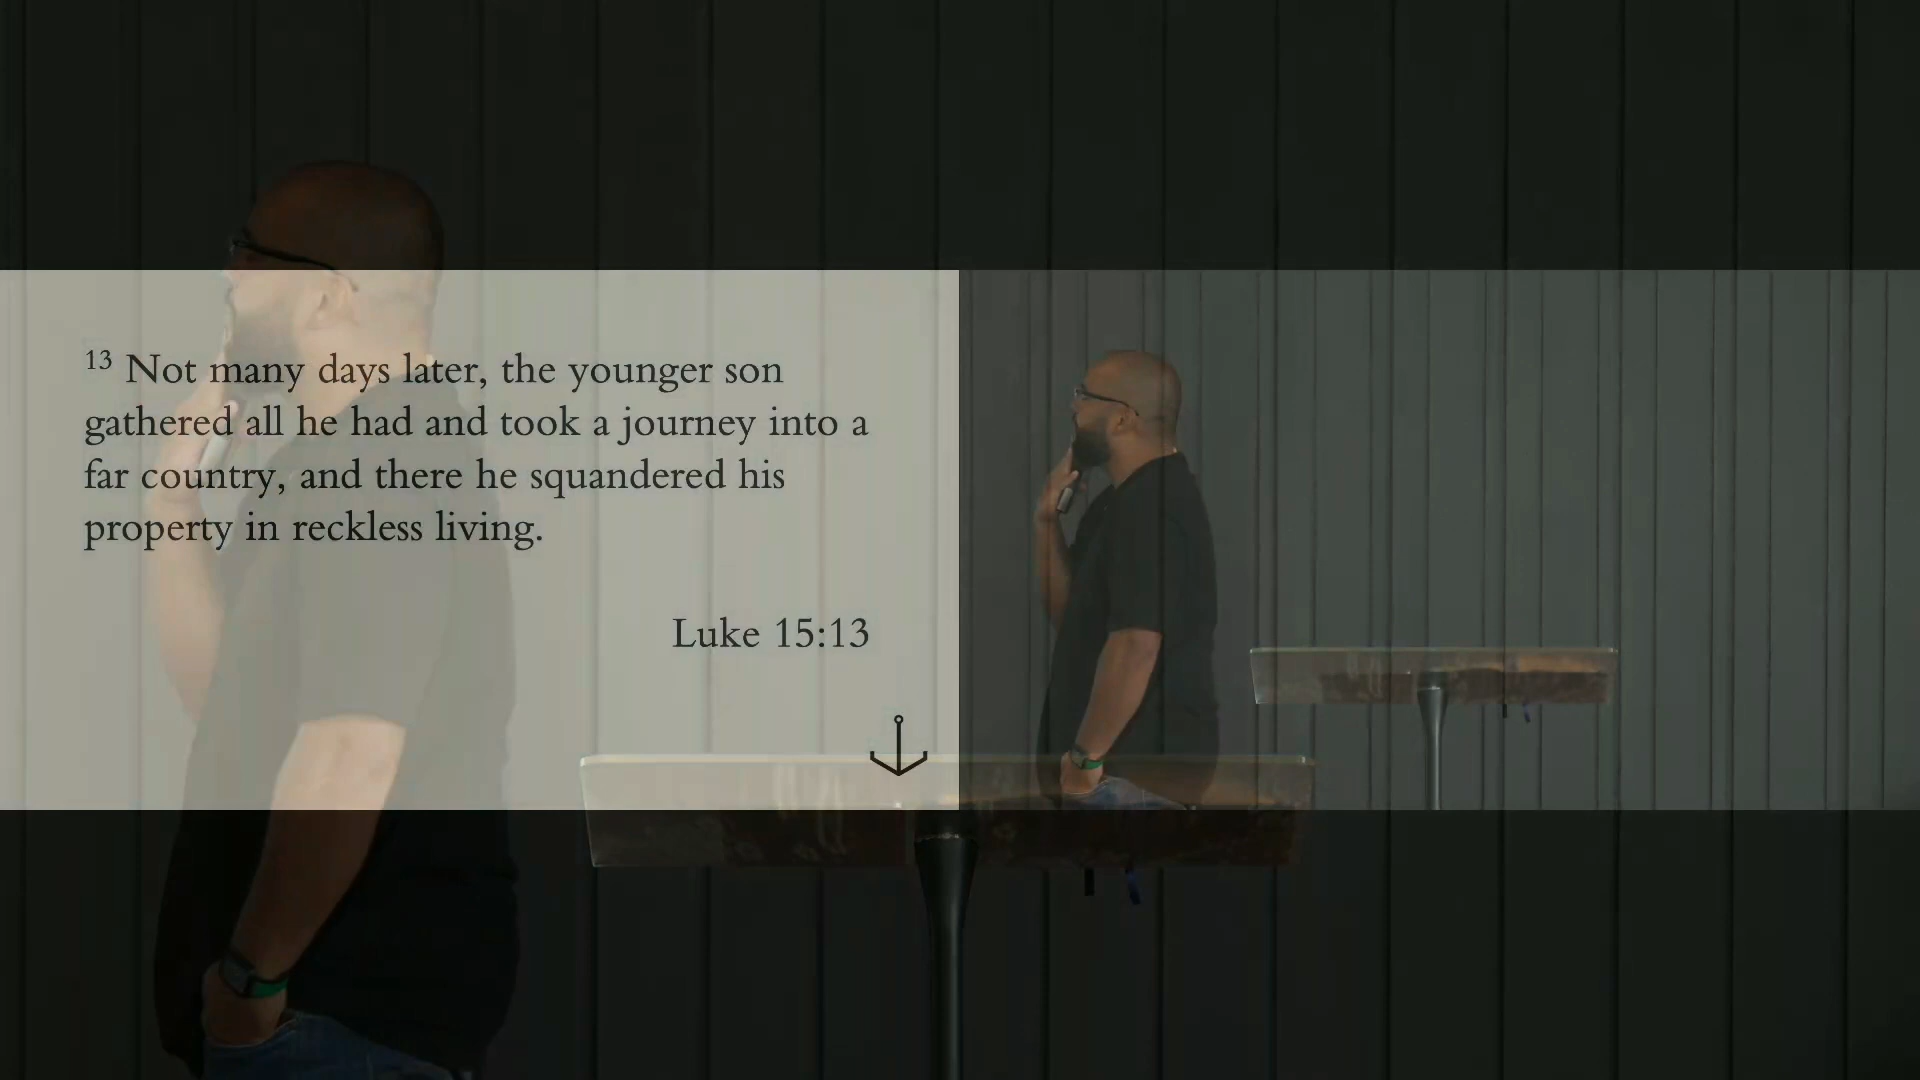 13 Not many days later, the younger son
gathered all he had and took a journey into a
far country, and there he squandered his
property in reckless living.
Luke 15:13